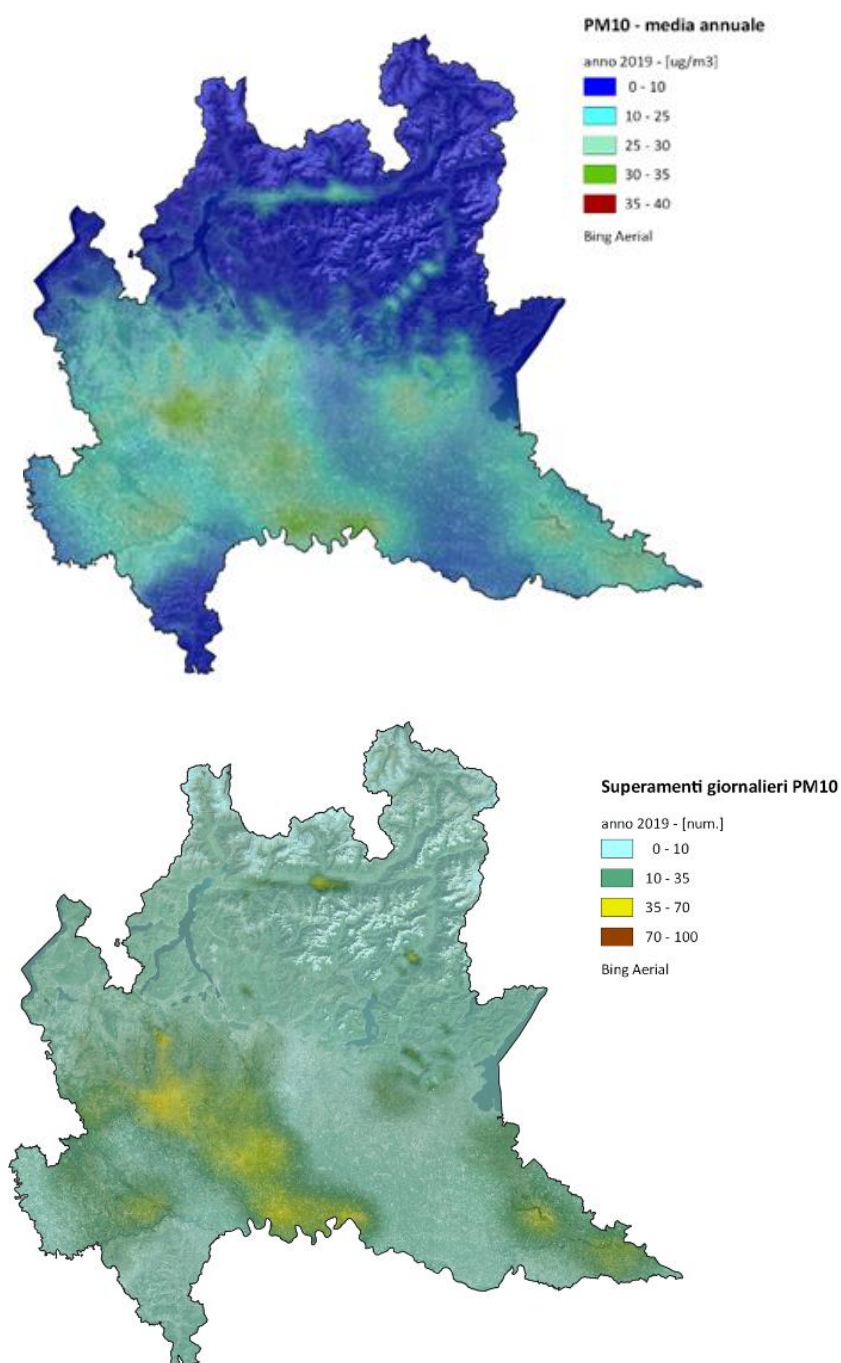 PM10 - media annuale
anno 2019 - [ug/m3]
0 - 10
10 - 25
25 - 30
30 - 35
35 - 40
Bing Aerial
Superamenti giornalieri PM10
anno 2019 - [num.]
0 - 10
10 - 35
35 - 70
70 - 100
Bing Aerial